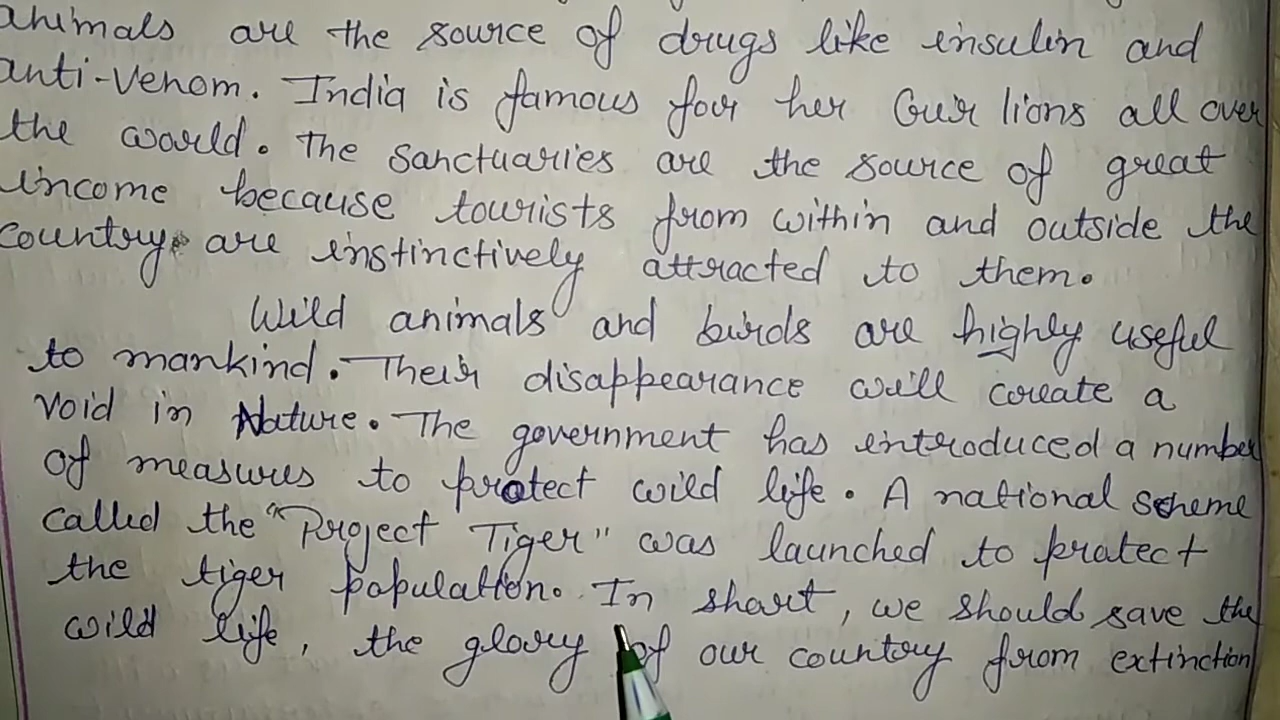 animals are the source of drugs like insulin and
anti-venom. India is famous for her Guir lions all over
the world. The Sanctuaries are the source of great
income because tourists from within and outside the
country are instinctively attracted to them.
Wild animals and birds are highly useful
to mankind. Their disappearance will create a
void in Nature. The government has introduced a number
of measures to protect wild life. A national scheme
called the "Project Tiger" was launched to protect
the tiger population. In short, we should save the
wild life, the glory of our country from extinction